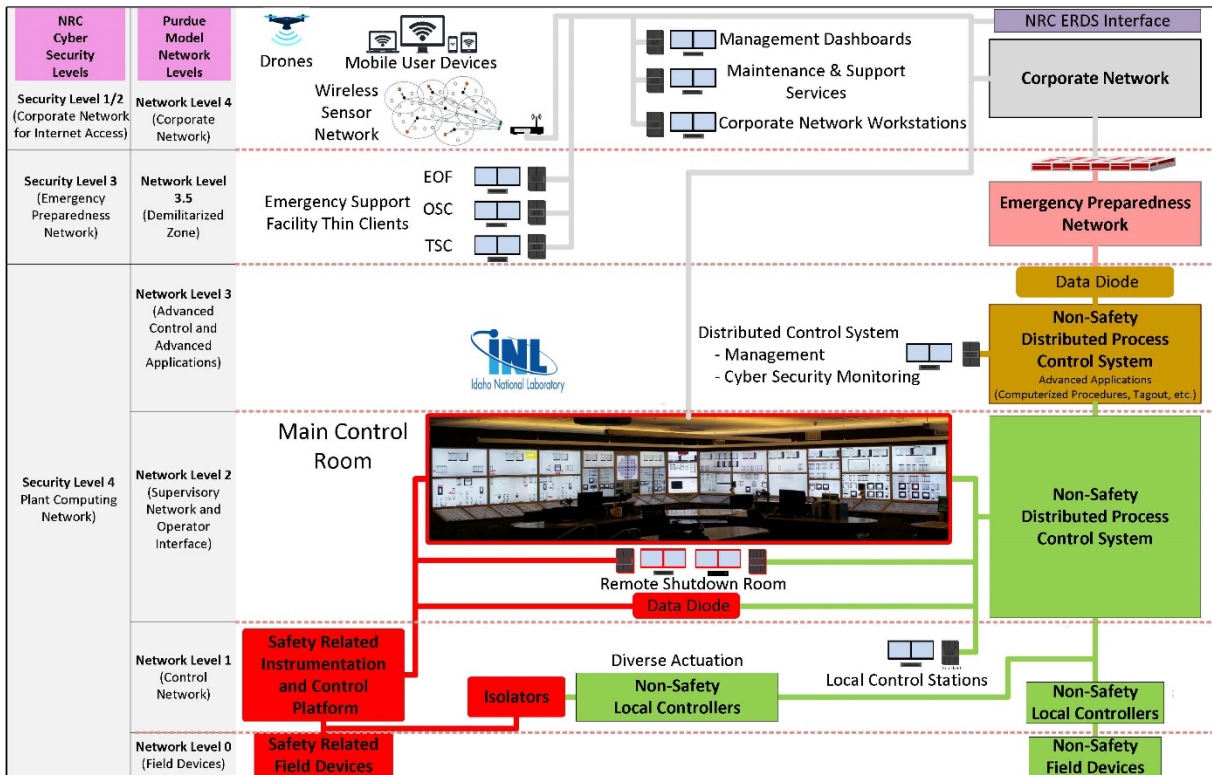 NRC
Cyber
Security
Levels
Purdue
Model
Network
Levels
Security Level 1/2
(Corporate Network
for Internet Access)
Network Level 4
(Corporate
Network)
Drones
Mobile User Devices
Wireless
Sensor
Network
Management Dashboards
Maintenance & Support
Services
Corporate Network Workstations
NRC ERDS Interface
Corporate Network
Security Level 3
(Emergency
Preparedness
Network)
Network Level
3.5
(Demilitarized
Zone)
Emergency Support
Facility Thin Clients
EOF
OSC
TSC
Emergency Preparedness
Network
Network Level 3
(Advanced
Control and
Advanced
Applications)
INL
Idaho National Laboratory
Distributed Control System
- Management
- Cyber Security Monitoring
Data Diode
Non-Safety
Distributed Process
Control System
Advanced Applications
(Computerized Procedures, Tagout, etc.)
Security Level 4
Plant Computing
Network)
Network Level 2
(Supervisory
Network and
Operator
Interface)
Main Control
Room
Remote Shutdown Room
Data Diode
Non-Safety
Distributed Process
Control System
Network Level 1
(Control
Network)
Safety Related
Instrumentation
and Control
Platform
Isolators
Diverse Actuation
Non-Safety
Local Controllers
Local Control Stations
Non-Safety
Local Controllers
Network Level 0
(Field Devices)
Safety Related
Field Devices
Non-Safety
Field Devices